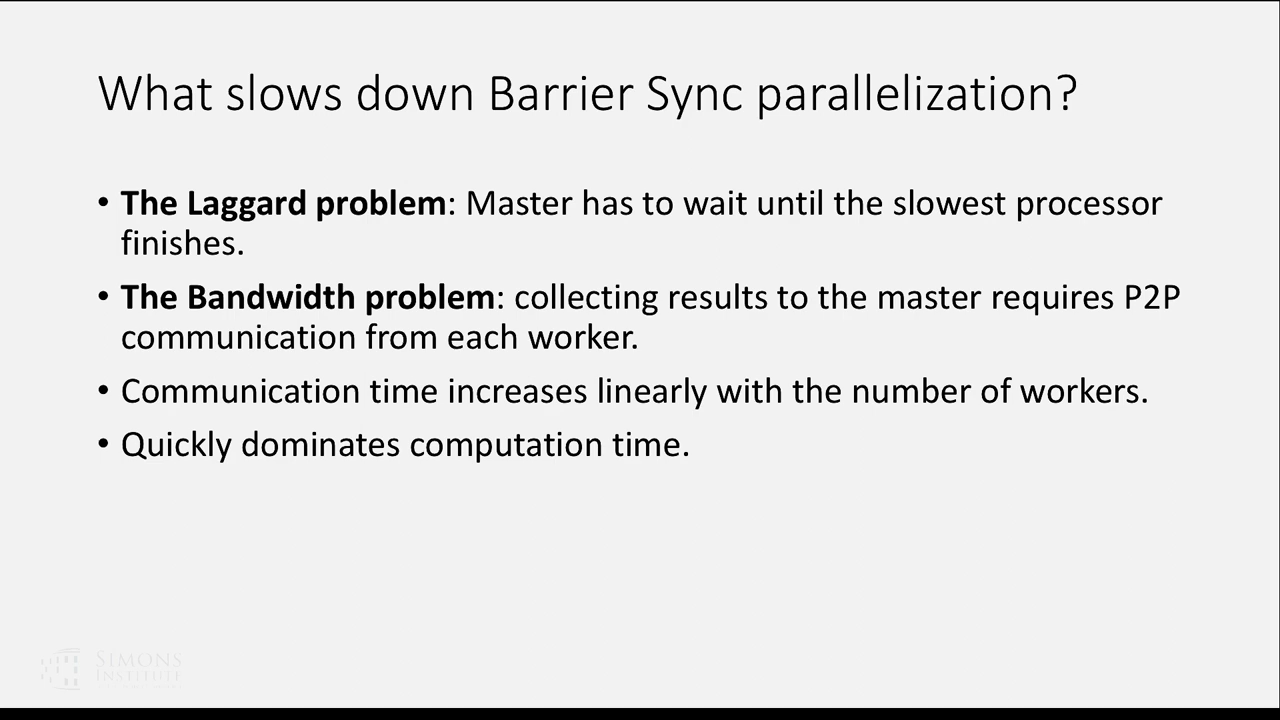 What slows down Barrier Sync parallelization?
• The Laggard problem: Master has to wait until the slowest processor
finishes.
• The Bandwidth problem: collecting results to the master requires P2P
communication from each worker.
• Communication time increases linearly with the number of workers.
• Quickly dominates computation time.
SIMONS
INSTITUTE